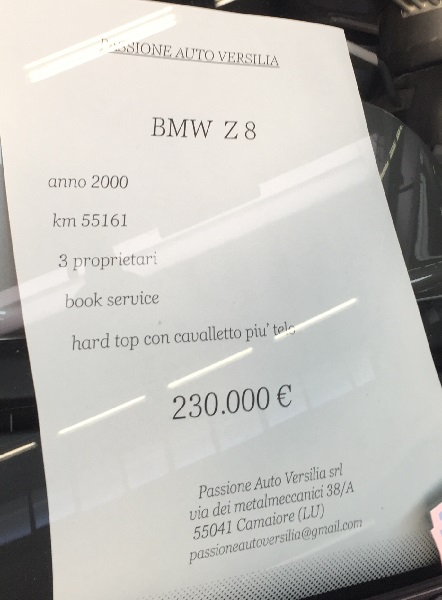 PASSIONE AUTO VERSILIA
BMW Z 8
anno 2000
km 55161
3 proprietari
book service
hard top con cavalletto piu' telo
230.000 €
Passione Auto Versilia srl
via dei metalmeccanici 38/A
55041 Camaiore (LU)
passioneautoversilia@gmail.com